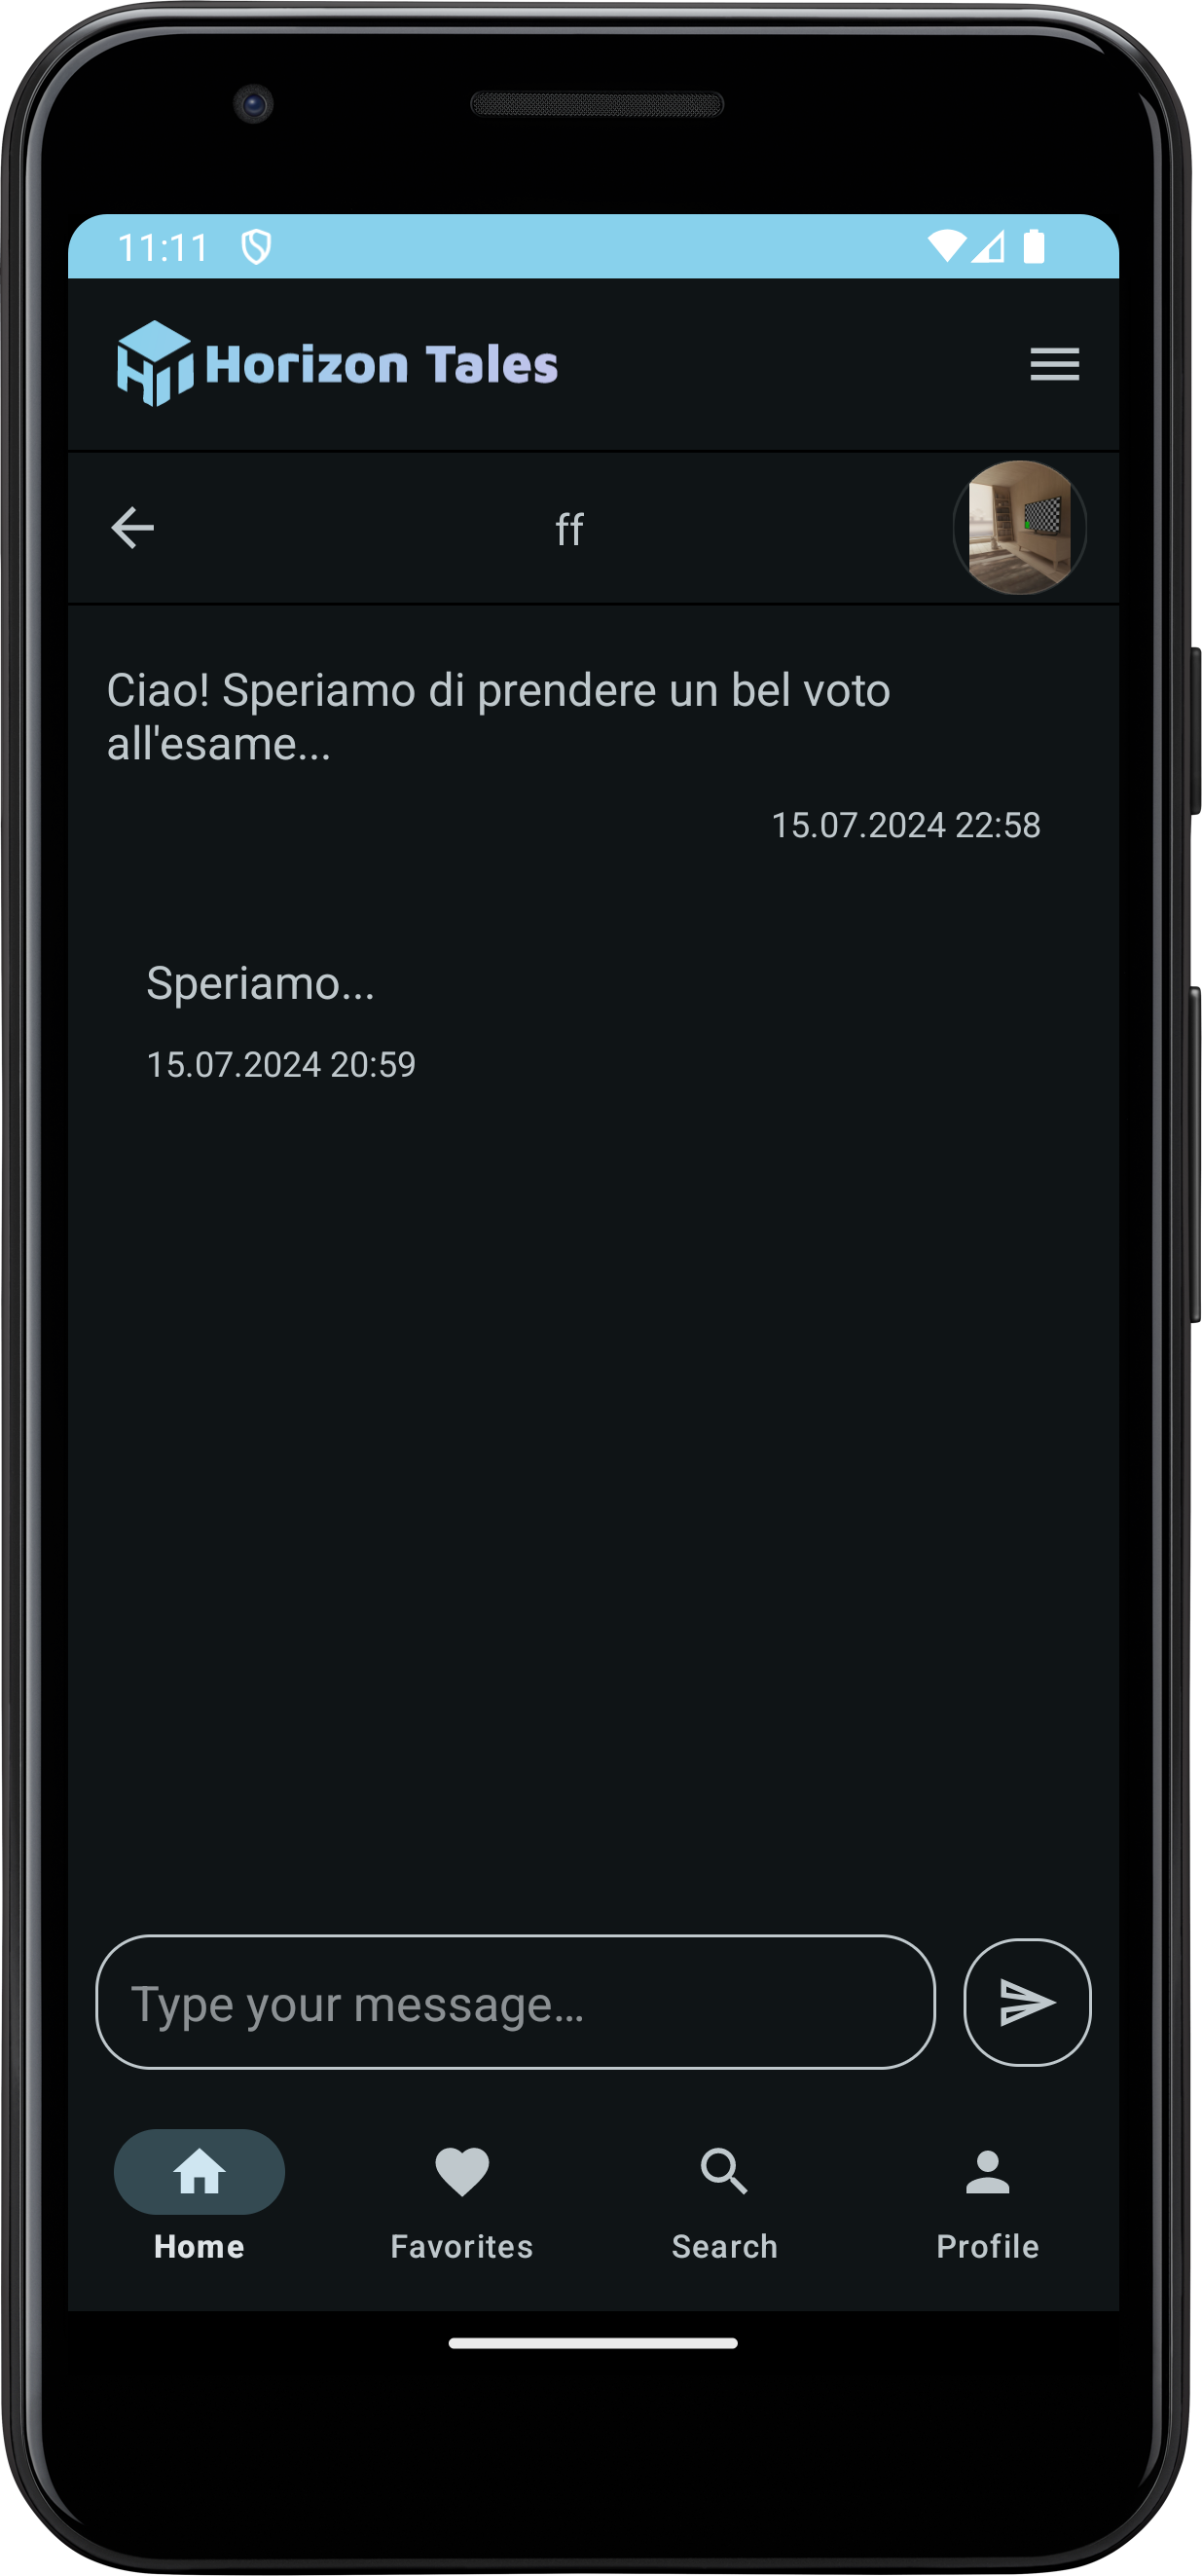 11:11
Horizon Tales
ff
Ciao! Speriamo di prendere un bel voto
all'esame...
15.07.2024 22:58
Speriamo...
15.07.2024 20:59
Type your message...
Home Favorites Search Profile